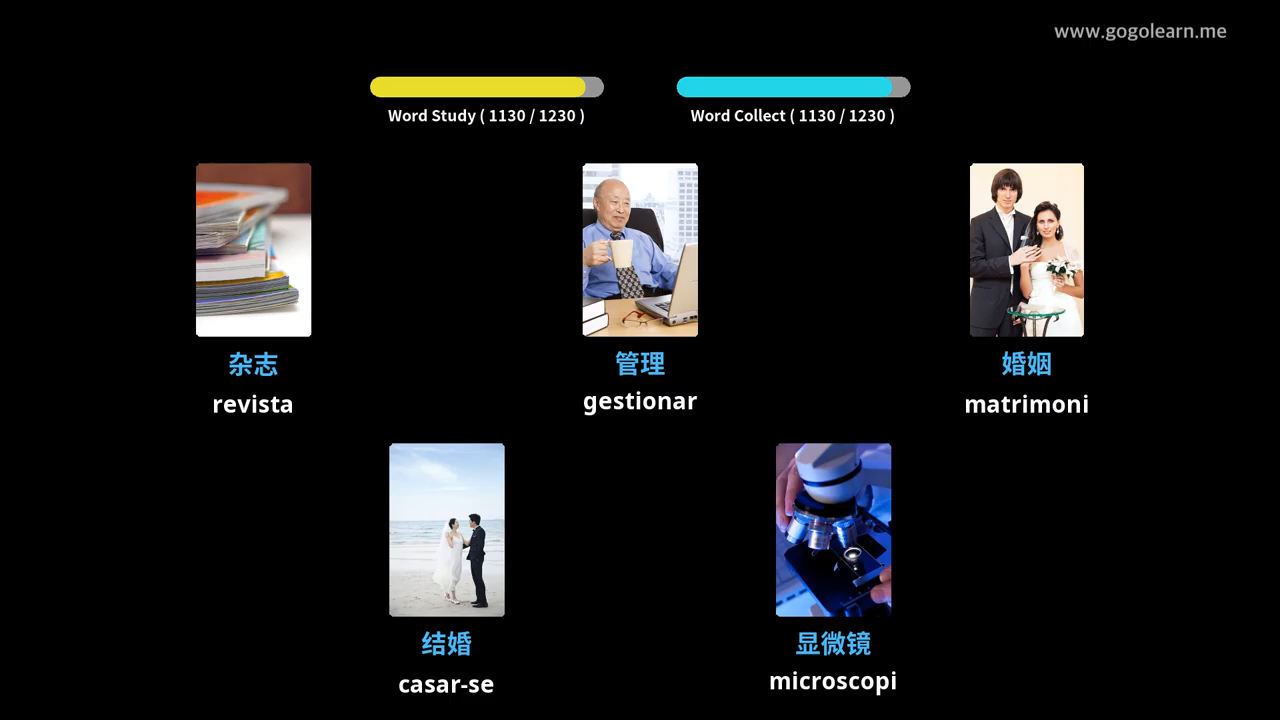 www.gogolearn.me
Word Study ( 1130 / 1230 )
Word Collect ( 1130 / 1230 )
杂志
revista
管理
gestionar
婚姻
matrimoni
结婚
casar-se
显微镜
microscopi